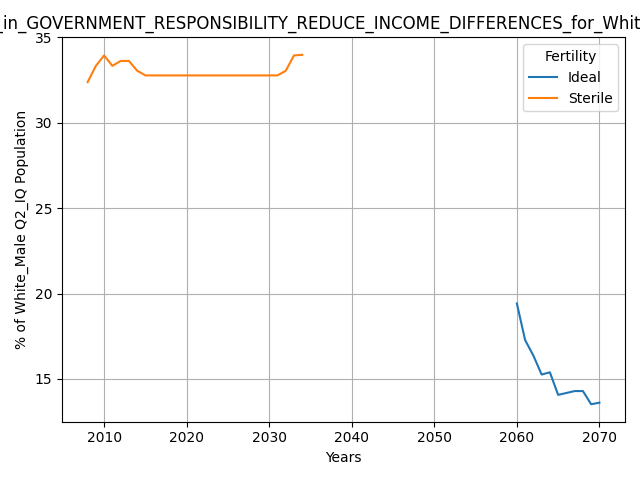 _in_GOVERNMENT_RESPONSIBILITY_REDUCE_INCOME_DIFFERENCES_for_Whit
35
30
25
20
15
% of White_Male Q2_IQ Population
Fertility
Ideal
Sterile
2010 2020 2030 2040 2050 2060 2070
Years